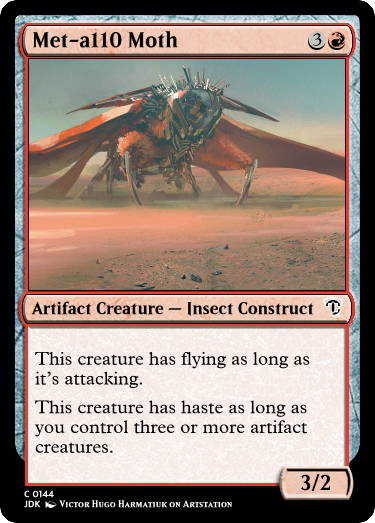 Met-a110 Moth 3
Artifact Creature — Insect Construct
This creature has flying as long as
it's attacking.
This creature has haste as long as
you control three or more artifact
creatures.
3/2
C 0144
JDK Victor Hugo Harmatiuk on Artstation